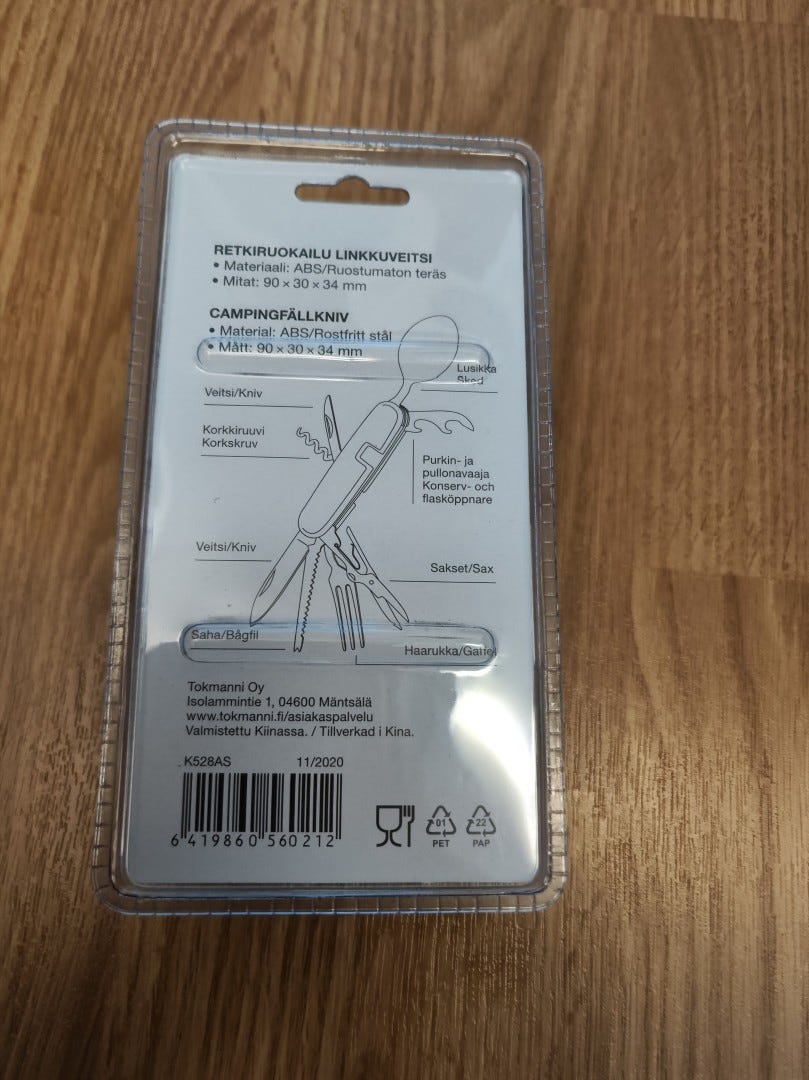 RETKIRUOKAILU LINKKUVEITSI
• Materiaali: ABS/Ruostumaton teräs
• Mitat: 90 × 30 × 34 mm
CAMPINGFÄLLKNIV
• Material: ABS/Rostfritt stål
• Mått: 90 × 30 × 34 mm
Lusikka
Sked
Veitsi/Kniv
Korkkiruuvi
Korkskruv
Purkin- ja
pullonavaaja
Konserv- och
flasköppnare
Veitsi/Kniv
Sakset/Sax
Saha/Bågfil
Haarukka/Gaffel
Tokmanni Oy
Isolammintie 1, 04600 Mäntsälä
www.tokmanni.fi/asiakaspalvelu
Valmistettu Kiinassa. / Tillverkad i Kina.
K528AS 11/2020
6 419860 560212
01
PET
22
PAP